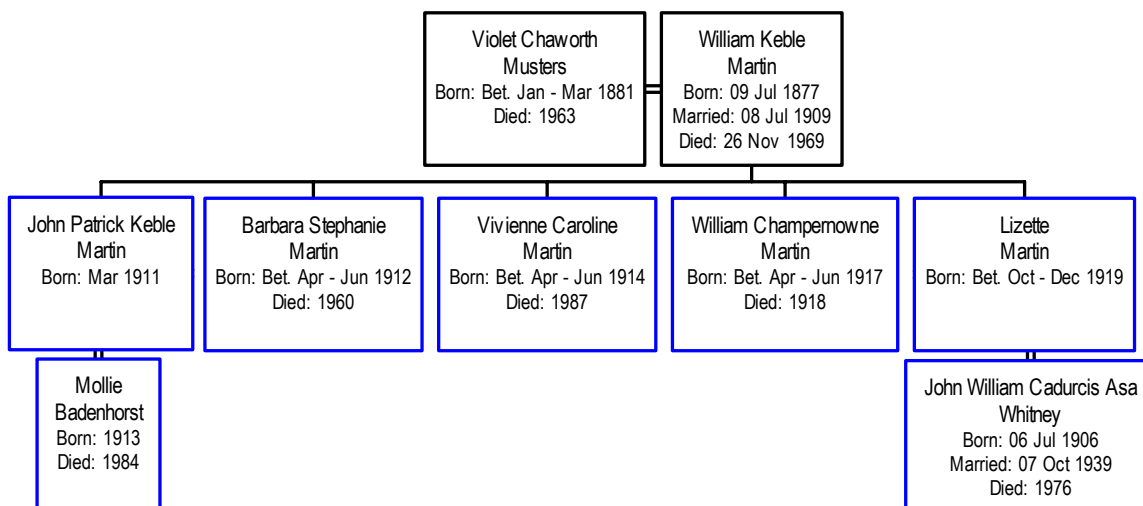 Violet Chaworth
Musters
Born: Bet. Jan - Mar 1881
Died: 1963
William Keble
Martin
Born: 09 Jul 1877
Married: 08 Jul 1909
Died: 26 Nov 1969
John Patrick Keble
Martin
Born: Mar 1911
Barbara Stephanie
Martin
Born: Bet. Apr - Jun 1912
Died: 1960
Vivienne Caroline
Martin
Born: Bet. Apr - Jun 1914
Died: 1987
William Champernowne
Martin
Born: Bet. Apr - Jun 1917
Died: 1918
Lizette
Martin
Born: Bet. Oct - Dec 1919
Mollie
Badenhorst
Born: 1913
Died: 1984
John William Cadurcis Asa
Whitney
Born: 06 Jul 1906
Married: 07 Oct 1939
Died: 1976